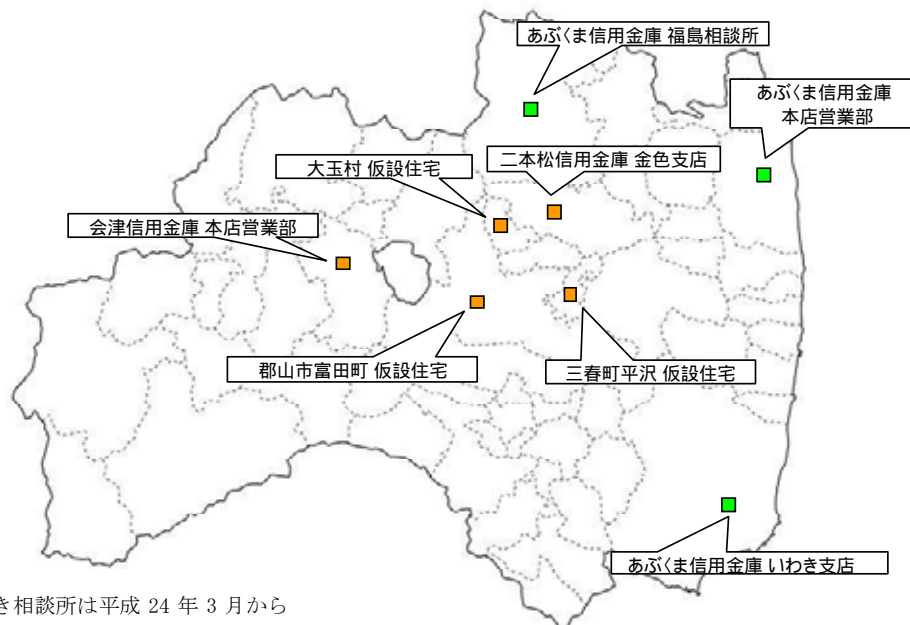 あぶくま信用金庫 福島相談所
あぶくま信用金庫
本店営業部
二本松信用金庫 金色支店
大玉村 仮設住宅
会津信用金庫 本店営業部
郡山市富田町 仮設住宅
三春町平沢 仮設住宅
あぶくま信用金庫 いわき支店
き相談所は平成 24 年 3 月から